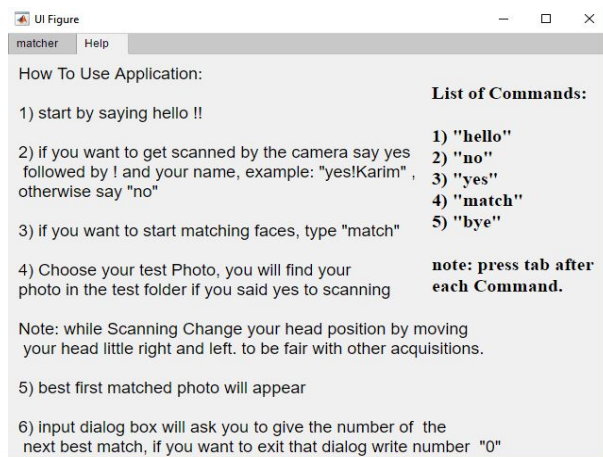 UI Figure
matcher
Help
How To Use Application:
1) start by saying hello !!
2) if you want to get scanned by the camera say yes
followed by ! and your name, example: "yes!Karim" ,
otherwise say "no"
3) if you want to start matching faces, type "match"
4) Choose your test Photo, you will find your
photo in the test folder if you said yes to scanning
Note: while Scanning Change your head position by moving
your head little right and left. to be fair with other acquisitions.
5) best first matched photo will appear
6) input dialog box will ask you to give the number of the
next best match, if you want to exit that dialog write number "0"
List of Commands:
1) "hello"
2) "no"
3) "yes"
4) "match"
5) "bye"
note: press tab after
each Command.